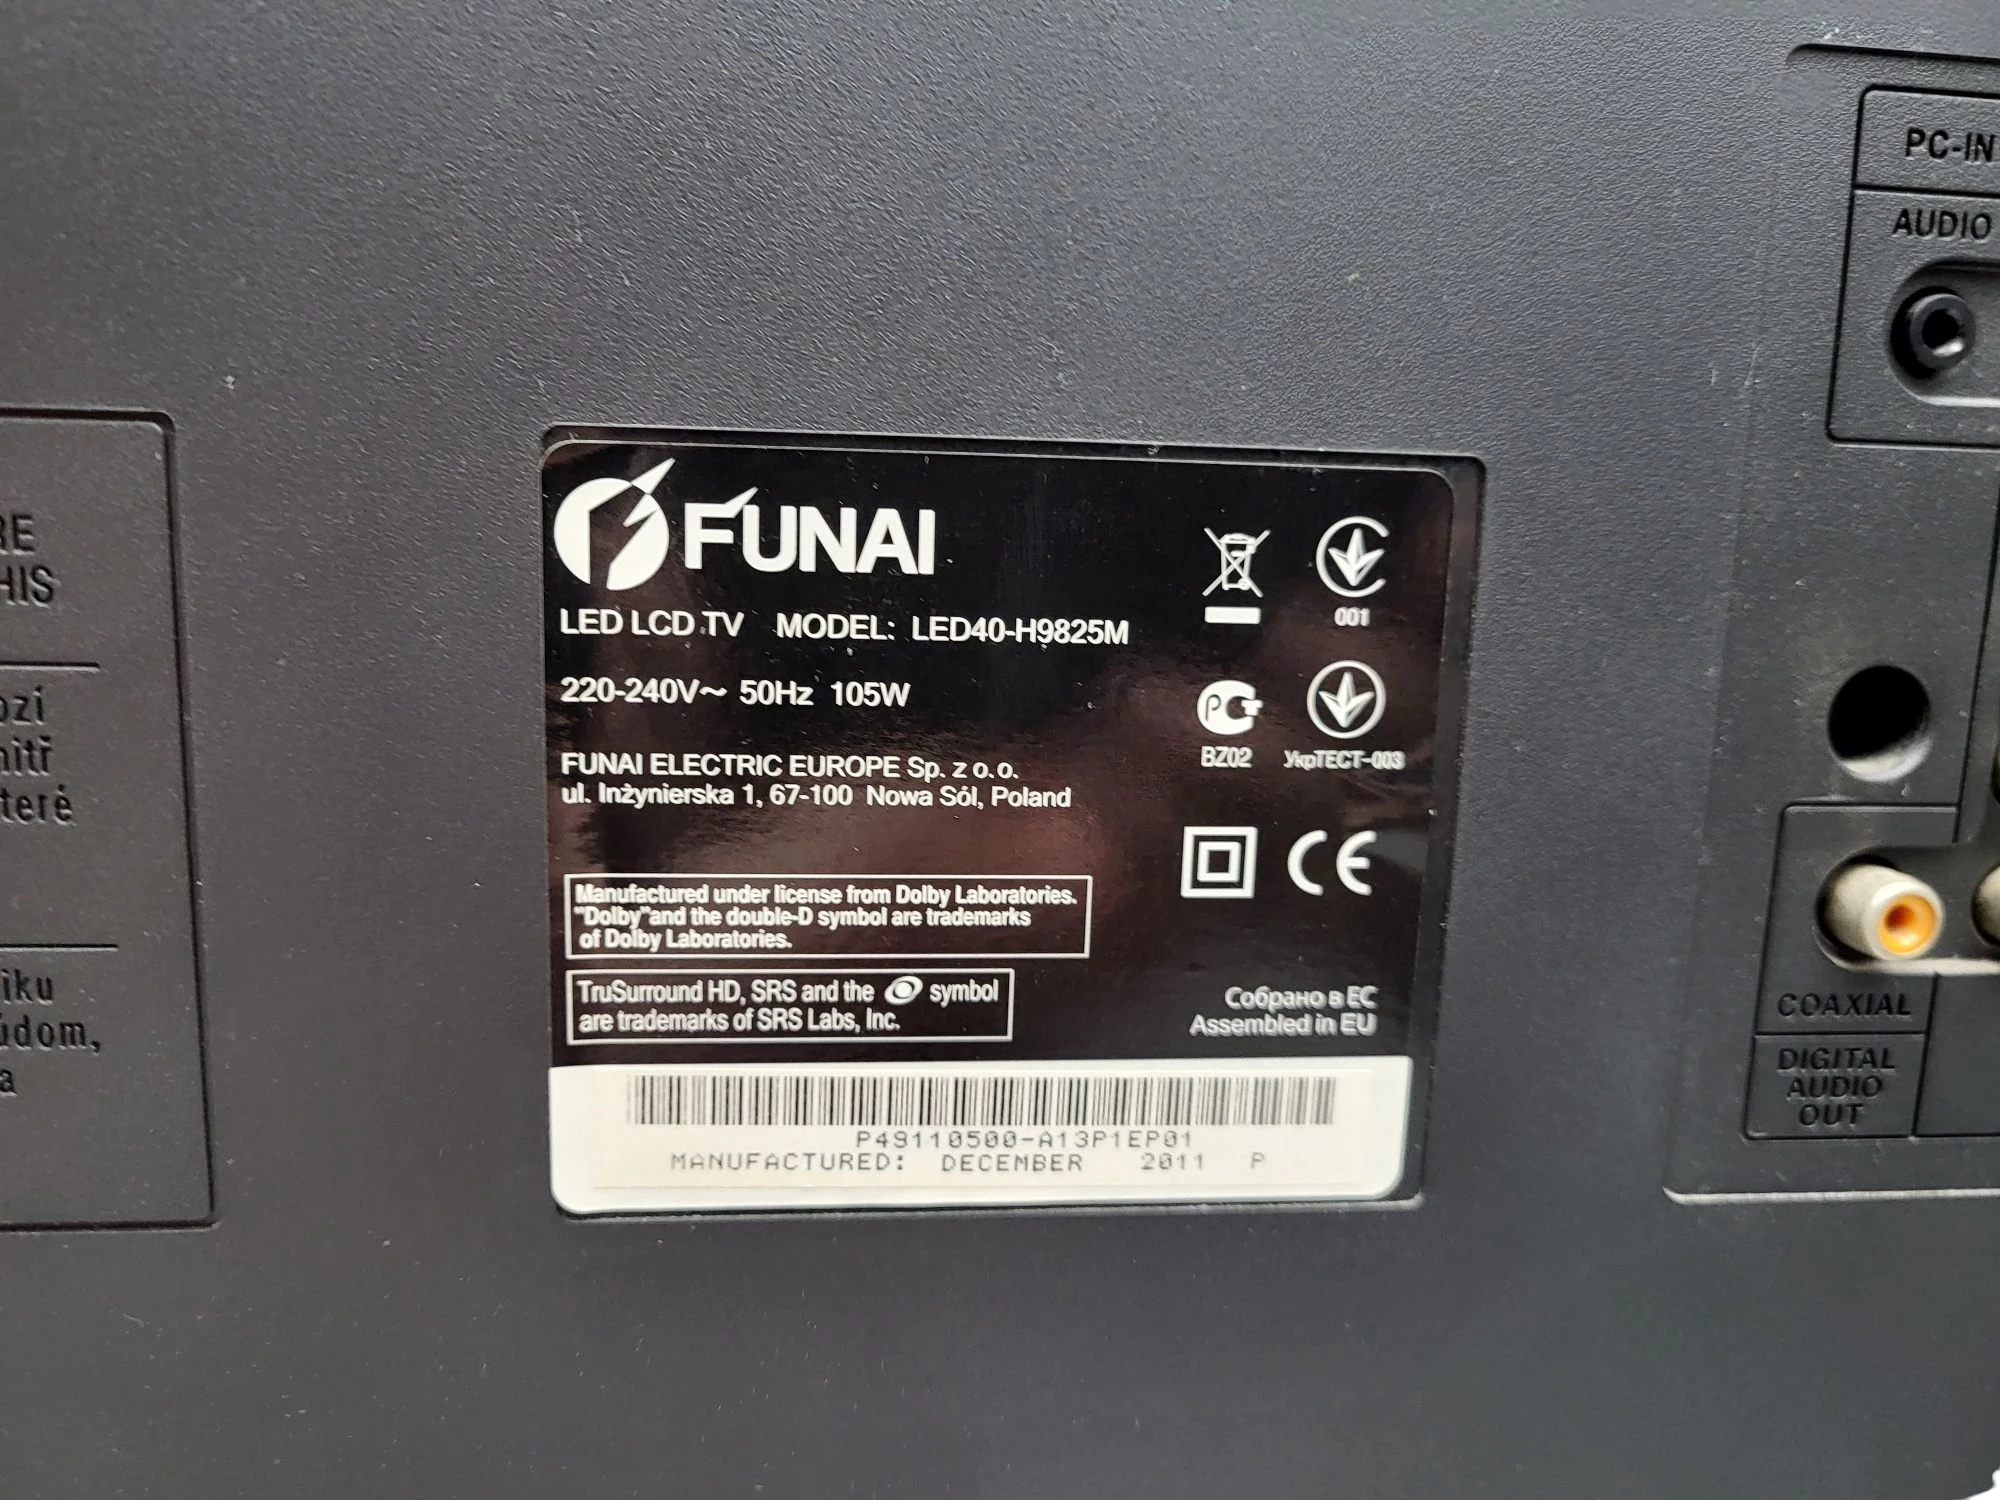 PC-IN
AUDIO
RE
HIS
ozí
nitř
teré
iku
údom,
a
FUNAI
LED LCD TV MODEL: LED40-H9825M
220-240V~ 50Hz 105W
FUNAI ELECTRIC EUROPE Sp. z o.o.
ul. Inżynierska 1, 67-100 Nowa Sól, Poland
Manufactured under license from Dolby Laboratories.
"Dolby"and the double-D symbol are trademarks
of Dolby Laboratories.
TruSurround HD, SRS and the symbol
are trademarks of SRS Labs, Inc.
001
BZ02 УкрТЕСТ-003
CE
Собрано в ЕС
Assembled in EU
P49110500-A13P1EP01
MANUFACTURED: DECEMBER 2011 P
COAXIAL
DIGITAL
AUDIO
OUT